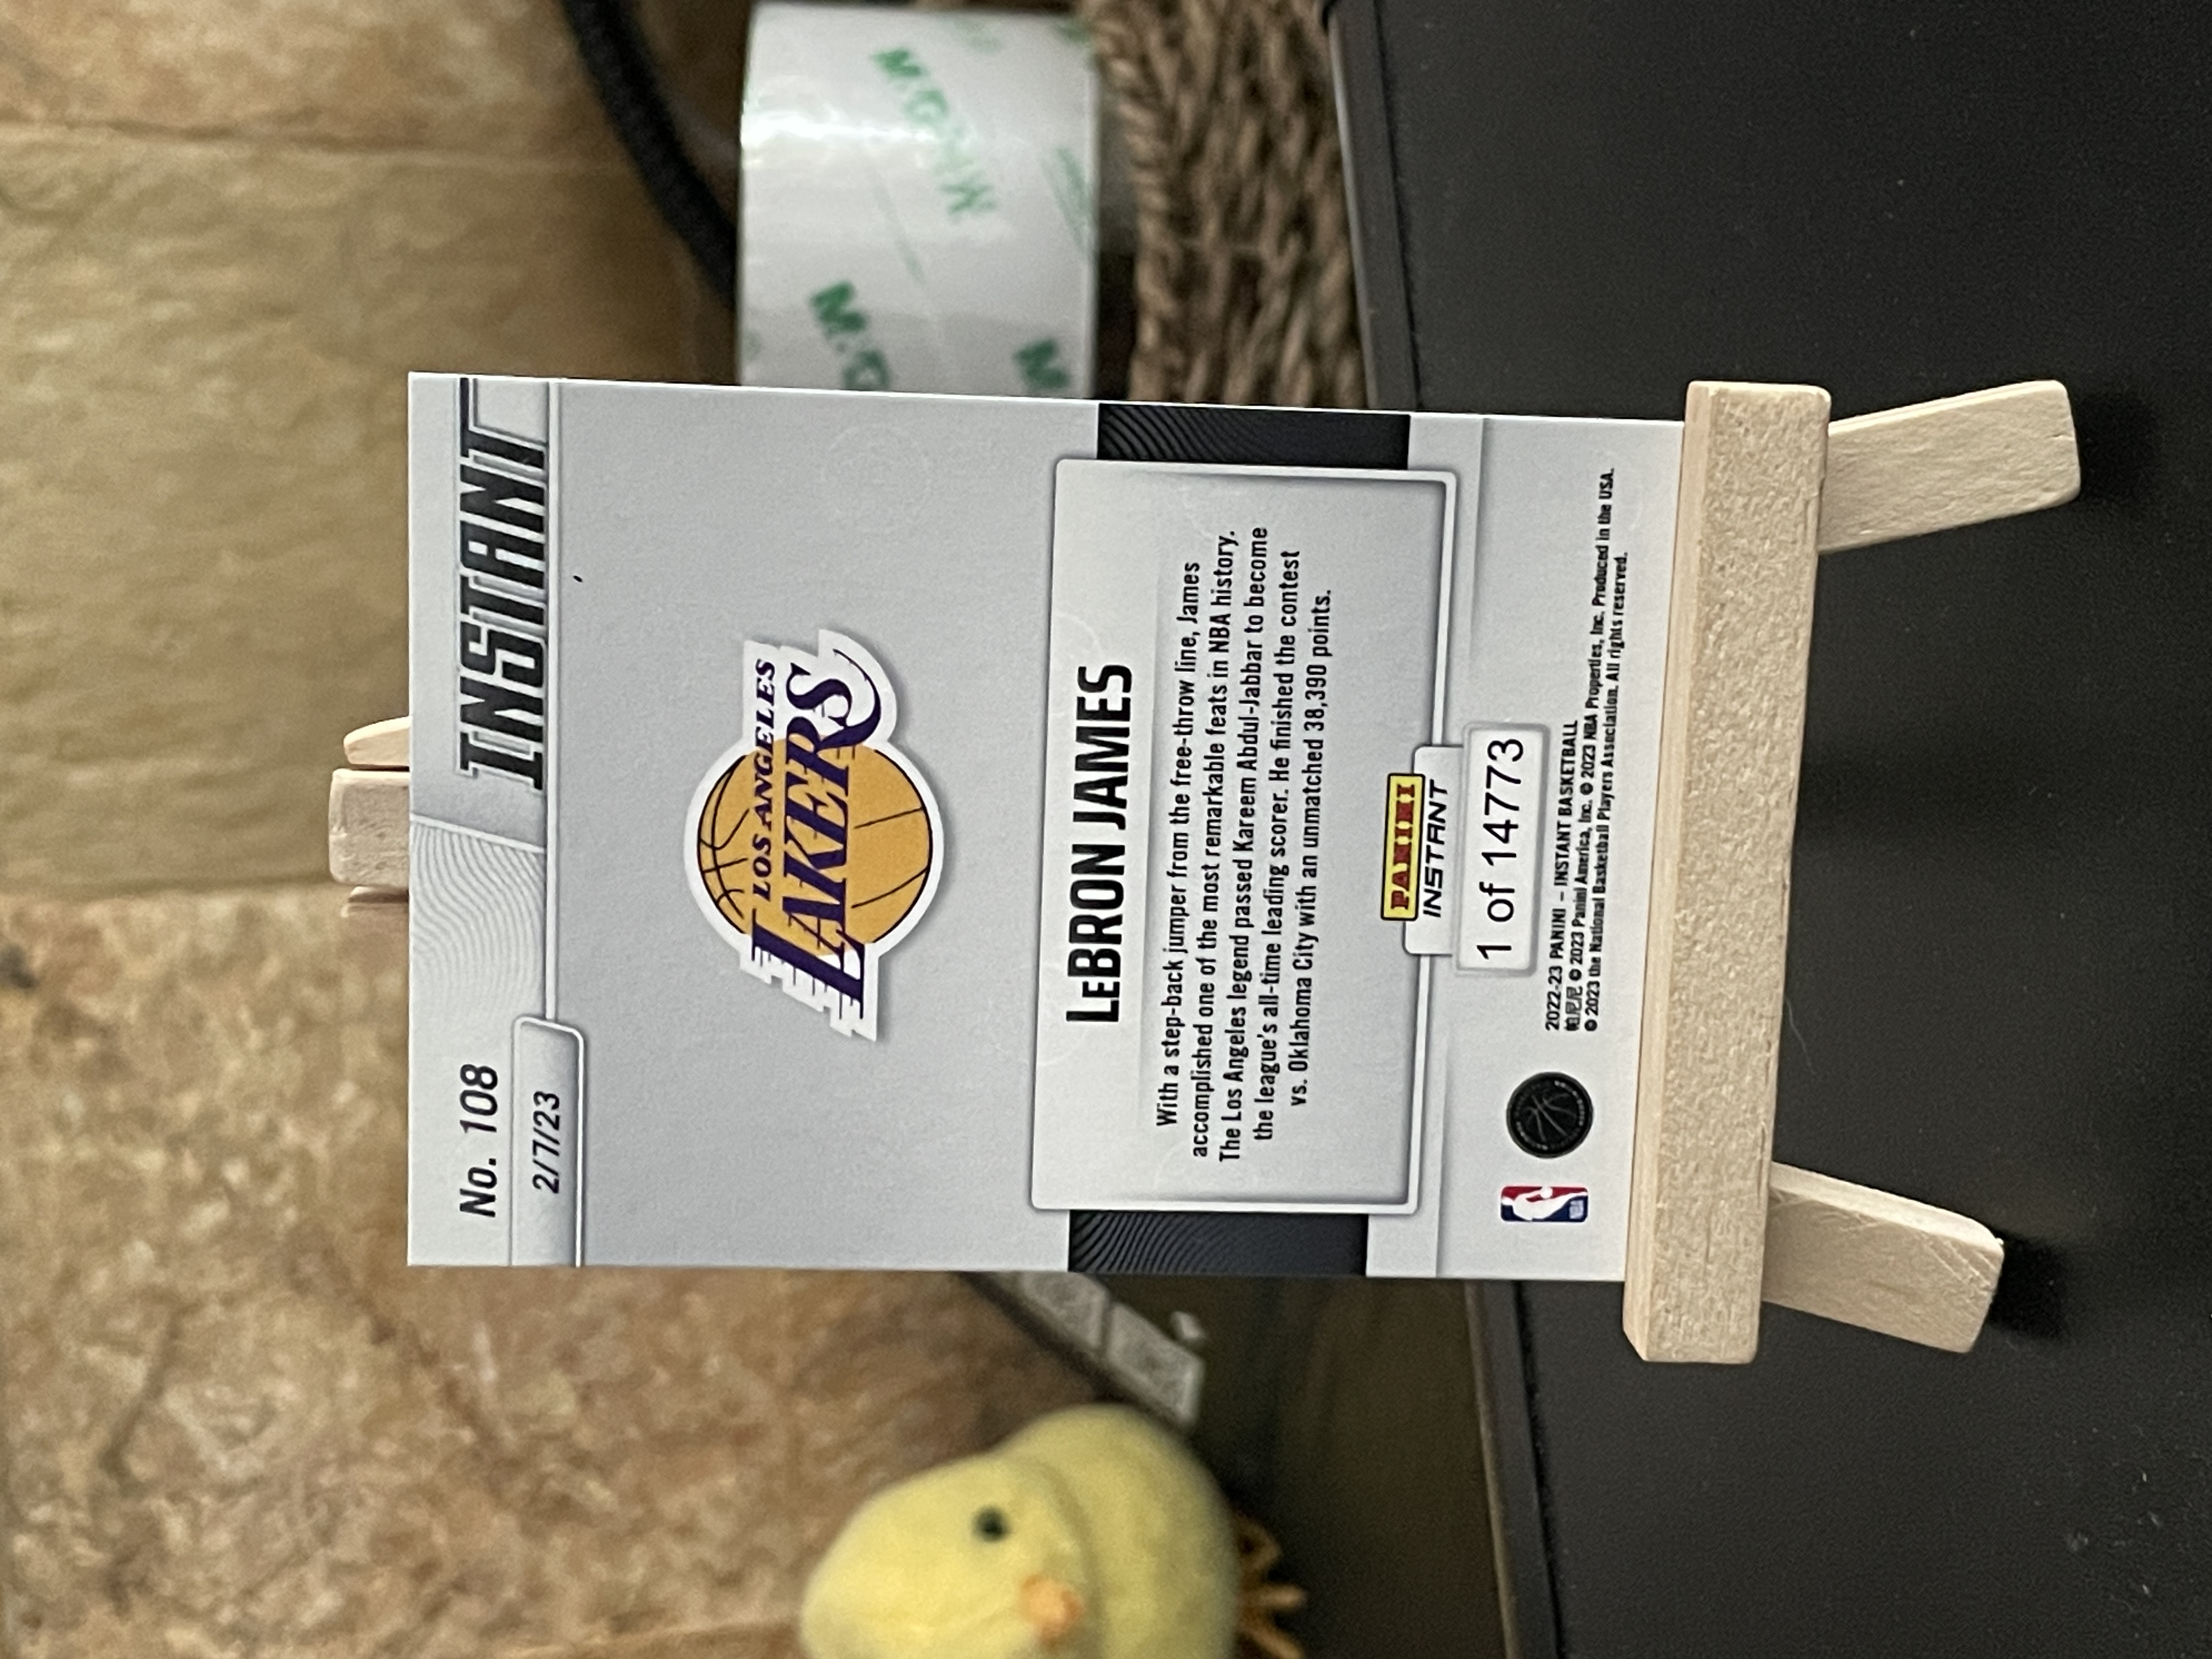 No. 108
INSTANT
2/7/23
LOS ANGELES
LAKERS
LEBRON JAMES
With a step-back jumper from the free-throw line, James
accomplished one of the most remarkable feats in NBA history.
The Los Angeles legend passed Kareem Abdul-Jabbar to become
the league's all-time leading scorer. He finished the contest
vs. Oklahoma City with an unmatched 38,390 points.
PANINI
INSTANT
1 of 14773
2022-23 PANINI – INSTANT BASKETBALL
帕尼尼 © 2023 Panini America, Inc. © 2023 NBA Properties, Inc. Produced in the USA.
© 2023 the National Basketball Players Association. All rights reserved.
NBA